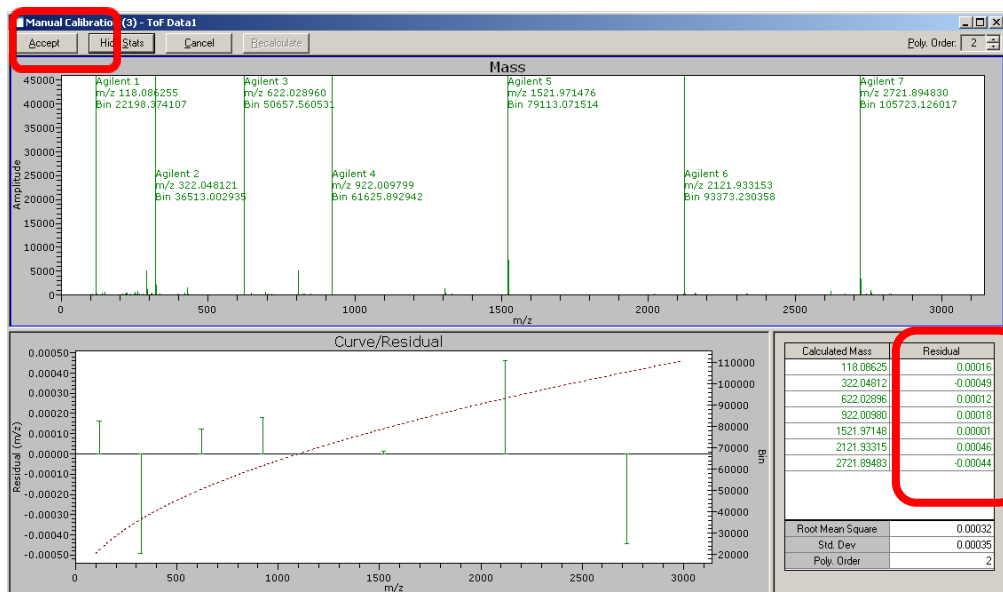 Manual Calibration (3) - ToF Data1
Accept Hide Stats Cancel Recalculate Poly. Order: 2
Mass
45000
40000
35000
30000
25000
20000
15000
10000
5000
0
Amplitude
Agilent 1
m/z 118.086255
Bin 22198.374107
Agilent 2
m/z 322.048121
Bin 36513.002935
Agilent 3
m/z 622.028960
Bin 50657.560531
Agilent 4
m/z 922.009799
Bin 61625.892942
Agilent 5
m/z 1521.971476
Bin 79113.071514
Agilent 6
m/z 2121.933153
Bin 93373.230358
Agilent 7
m/z 2721.894830
Bin 105723.126017
0 500 1000 1500 2000 2500 3000
m/z
Curve/Residual
0.00050
0.00040
0.00030
0.00020
0.00010
0.00000
-0.00010
-0.00020
-0.00030
-0.00040
-0.00050
Residual (m/z)
110000
100000
90000
80000
70000
60000
50000
40000
30000
20000
Bin
0 500 1000 1500 2000 2500 3000
m/z
Calculated Mass Residual
118.08625 0.00016
322.04812 -0.00049
622.02896 0.00012
922.00980 0.00018
1521.97148 0.00001
2121.93315 0.00046
2721.89483 -0.00044
Root Mean Square 0.00032
Std. Dev 0.00035
Poly. Order 2